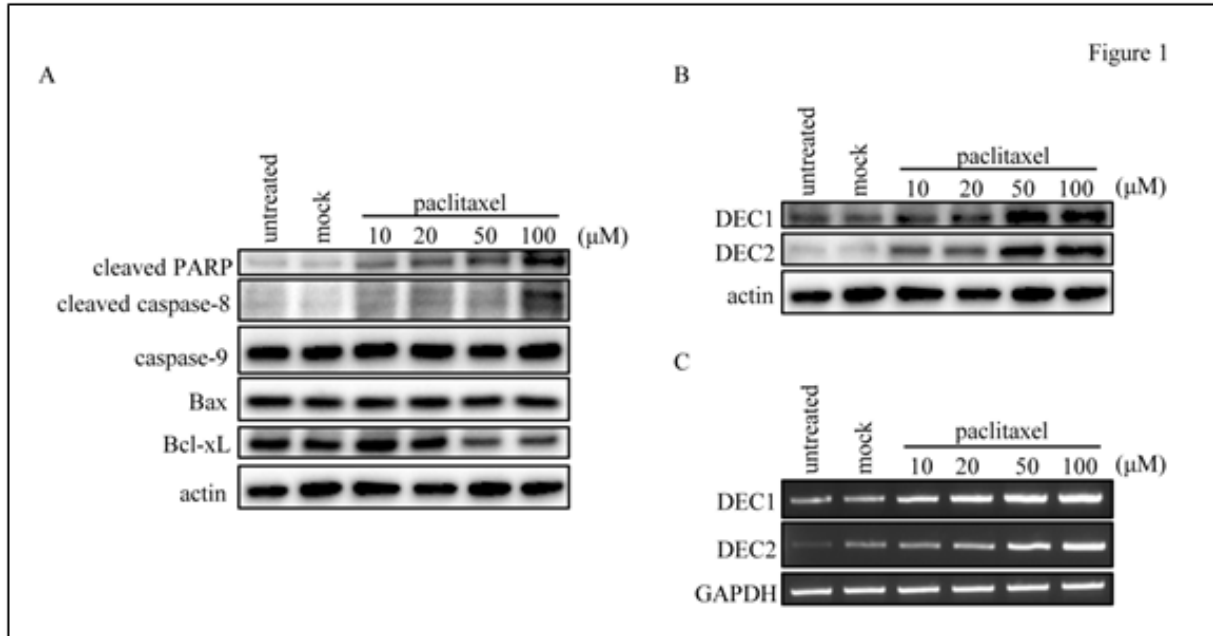 Figure 1
A
untreated
mock
paclitaxel
10 20 50 100 (μM)
cleaved PARP
cleaved caspase-8
caspase-9
Bax
Bcl-xL
actin
B
untreated
mock
paclitaxel
10 20 50 100 (μM)
DEC1
DEC2
actin
C
untreated
mock
paclitaxel
10 20 50 100 (μM)
DEC1
DEC2
GAPDH